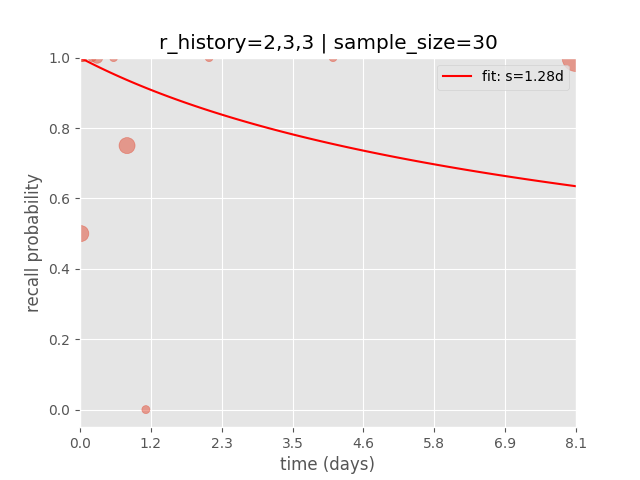 r_history=2,3,3 | sample_size=30
fit: s=1.28d
recall probability
1.0
0.8
0.6
0.4
0.2
0.0
0.0 1.2 2.3 3.5 4.6 5.8 6.9 8.1
time (days)